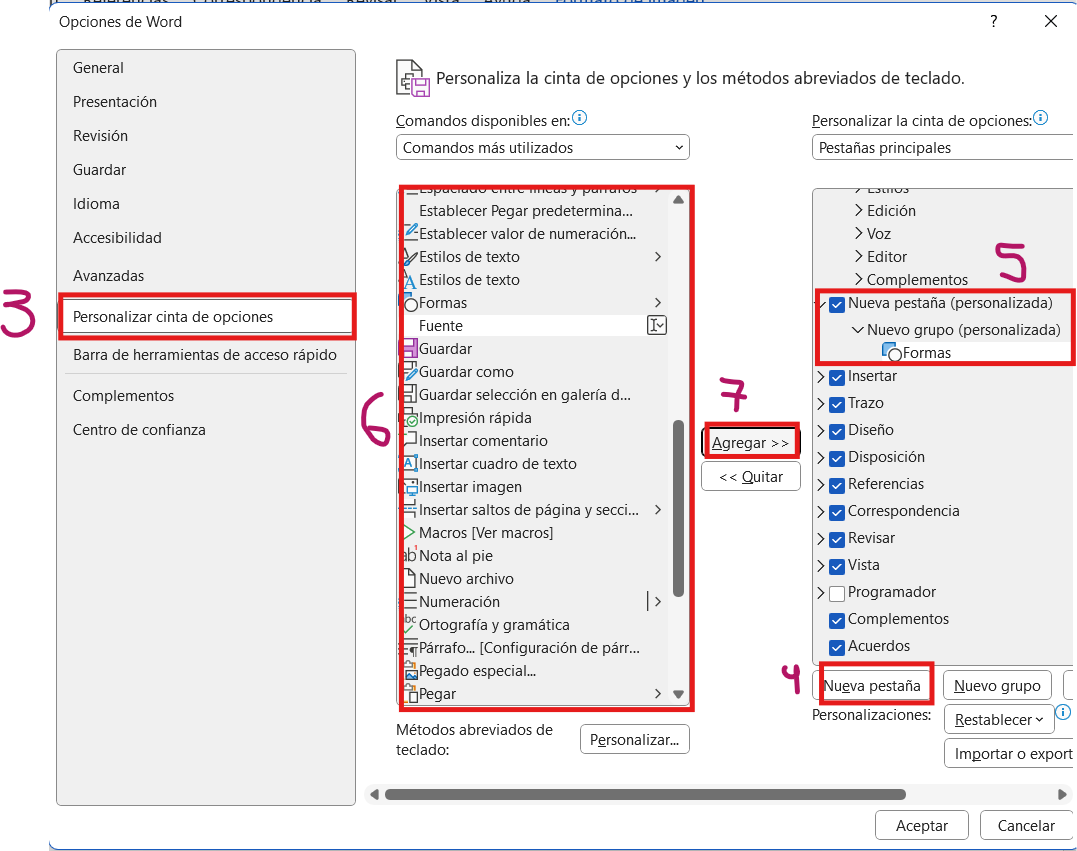 Opciones de Word
?
General
Presentación
Revisión
Guardar
Idioma
Accesibilidad
Avanzadas
3
Personalizar cinta de opciones
Barra de herramientas de acceso rápido
Complementos
Centro de confianza
Personaliza la cinta de opciones y los métodos abreviados de teclado.
Comandos disponibles en:
Comandos más utilizados
6
Espaciado entre líneas y párrafos
Establecer Pegar predetermina...
Establecer valor de numeración...
Estilos de texto
Estilos de texto
Formas
Fuente
Guardar
Guardar como
Guardar selección en galería d...
Impresión rápida
Insertar comentario
Insertar cuadro de texto
Insertar imagen
Insertar saltos de página y secci...
Macros [Ver macros]
Nota al pie
Nuevo archivo
Numeración
Ortografía y gramática
Párrafo... [Configuración de párr...
Pegado especial...
Pegar
Métodos abreviados de
teclado:
Personalizar...
7
Agregar >>
<< Quitar
Personalizar la cinta de opciones:
Pestañas principales
Estilos
Edición
Voz
Editor
Complementos
5
Nueva pestaña (personalizada)
Nuevo grupo (personalizada)
Formas
Insertar
Trazo
Diseño
Disposición
Referencias
Correspondencia
Revisar
Vista
Programador
Complementos
Acuerdos
4
Nueva pestaña
Nuevo grupo
Personalizaciones:
Restablecer
Importar o export
Aceptar
Cancelar